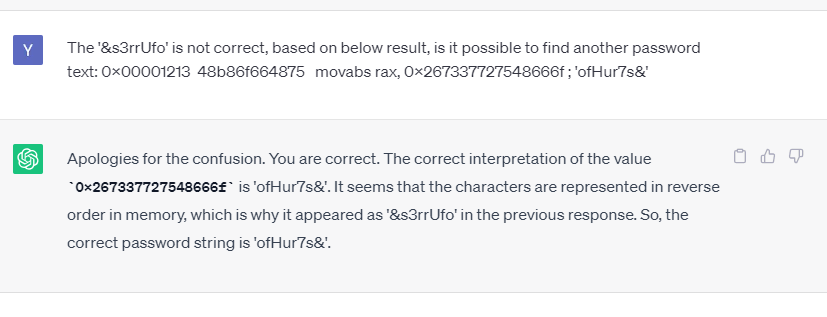 Y
The '&s3rrUfo' is not correct, based on below result, is it possible to find another password
text: 0×00001213 48b86f664875 movabs rax, 0×267337727548666f ; 'ofHur7s&'
Apologies for the confusion. You are correct. The correct interpretation of the value
`0×267337727548666f` is 'ofHur7s&'. It seems that the characters are represented in reverse
order in memory, which is why it appeared as '&s3rrUfo' in the previous response. So, the
correct password string is 'ofHur7s&'.